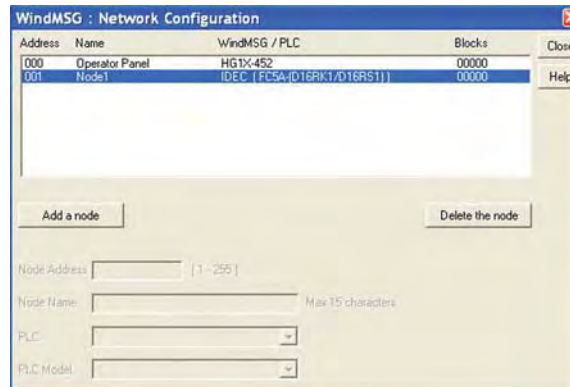 WindMSG : Network Configuration
Address Name WindMSG / PLC Blocks
000 Operator Panel HG1X-452 00000
001 Node1 IDEC (FC5A-(D16RK1/D16RS1)) 00000
Close
Help
Add a node Delete the node
Node Address (1 - 255)
Node Name Max 15 characters
PLC
PLC Model